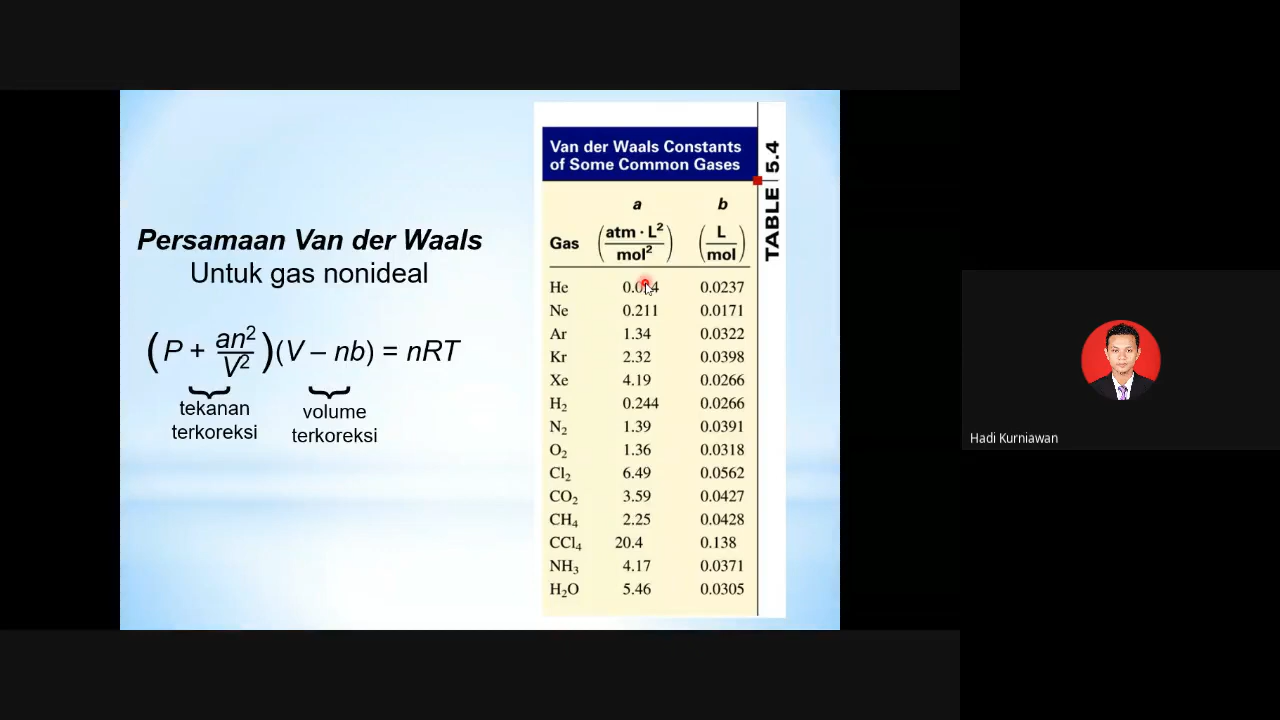 Persamaan Van der Waals
Untuk gas nonideal
(P + an²/V²)(V – nb) = nRT
tekanan terkoreksi
volume terkoreksi
Van der Waals Constants
of Some Common Gases
TABLE 5.4
a b
Gas (atm · L²/mol²) (L/mol)
He 0.0237
Ne 0.211 0.0171
Ar 1.34 0.0322
Kr 2.32 0.0398
Xe 4.19 0.0266
H₂ 0.244 0.0266
N₂ 1.39 0.0391
O₂ 1.36 0.0318
Cl₂ 6.49 0.0562
CO₂ 3.59 0.0427
CH₄ 2.25 0.0428
CCl₄ 20.4 0.138
NH₃ 4.17 0.0371
H₂O 5.46 0.0305
Hadi Kurniawan